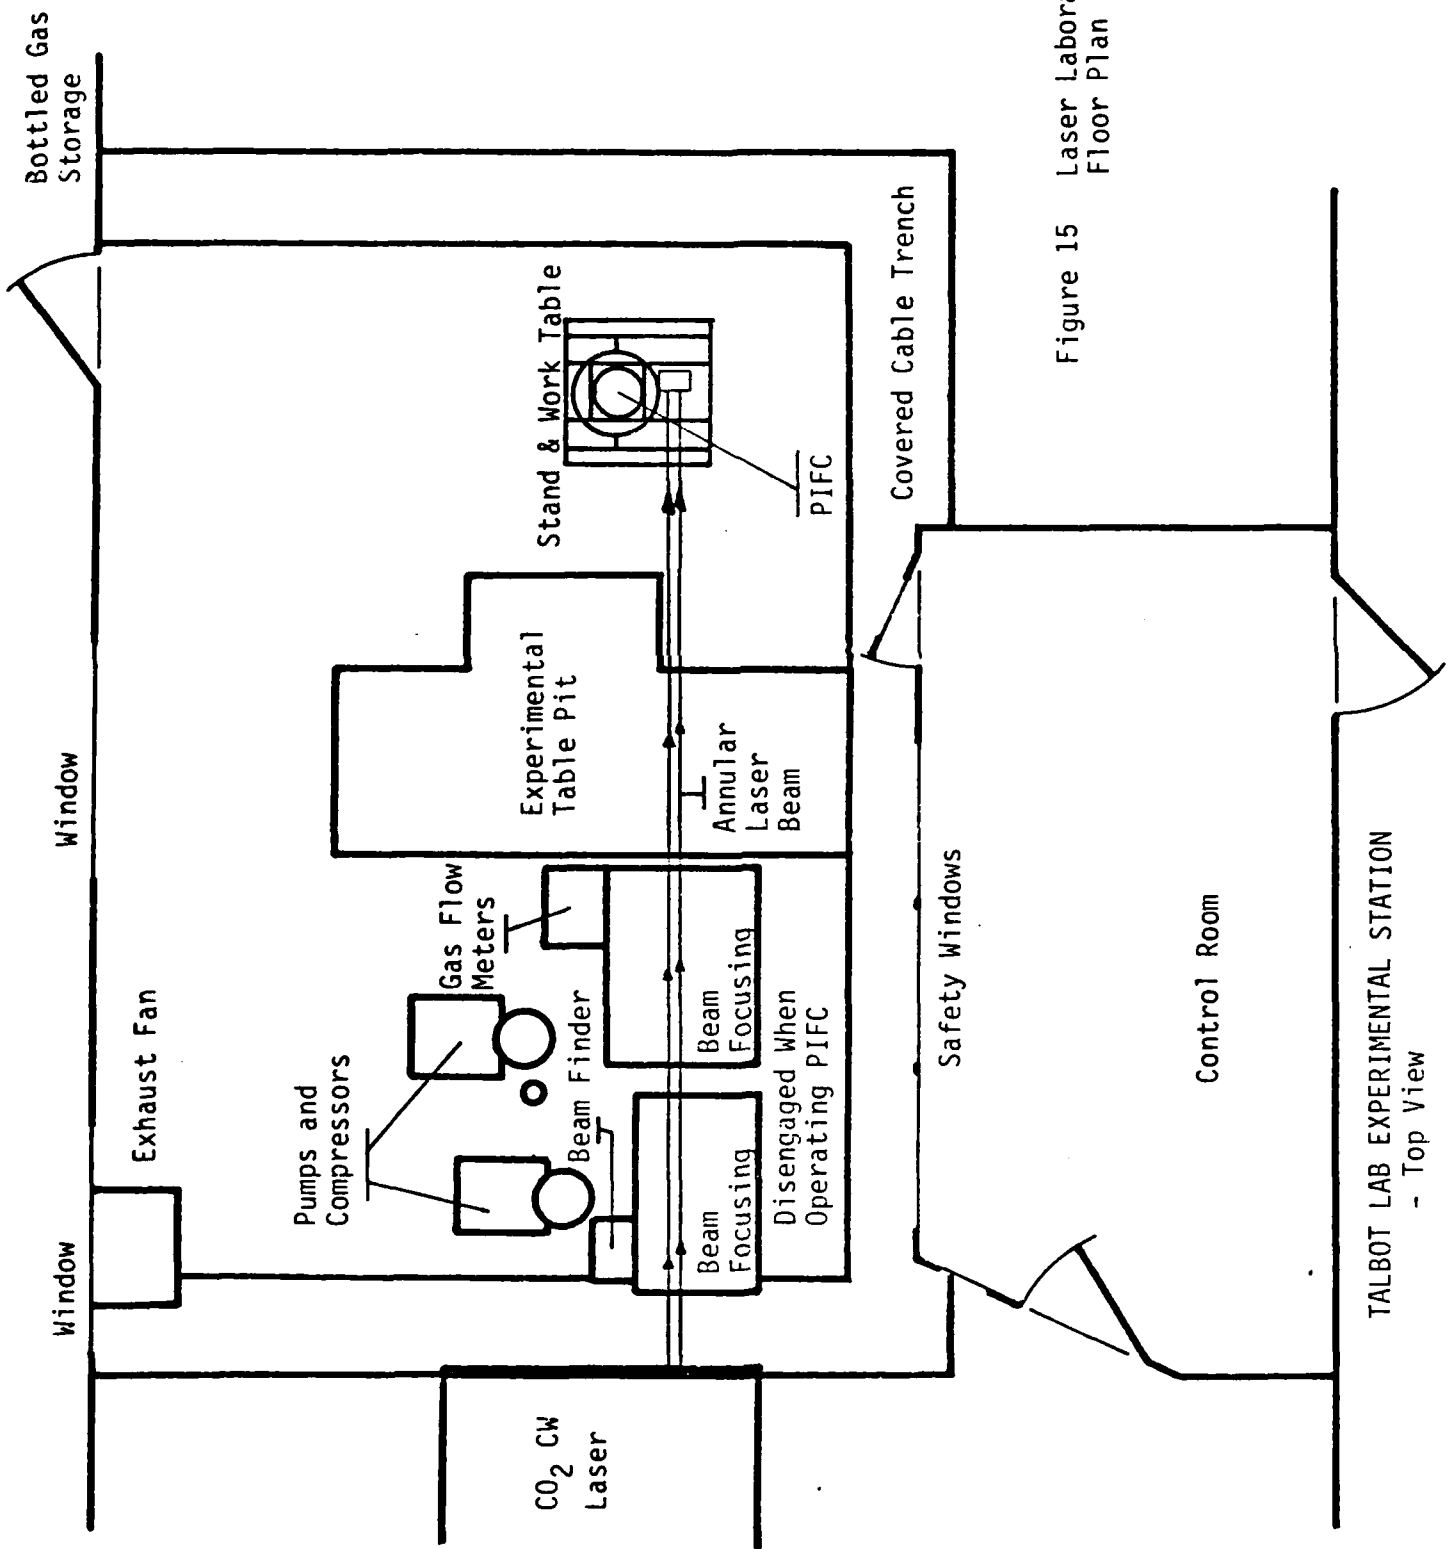 Bottled Gas
Storage
Window
Window
Exhaust Fan
Pumps and
Compressors
Gas Flow
Meters
Beam Finder
Stand & Work Table
Experimental
Table Pit
PIFC
CO2 CW
Laser
Beam
Focusing
Beam
Focusing
Annular
Laser
Beam
Disengaged When
Operating PIFC
Covered Cable Trench
Safety Windows
Control Room
Figure 15 Laser
Floor Plan
TALBOT LAB EXPERIMENTAL STATION
- Top View